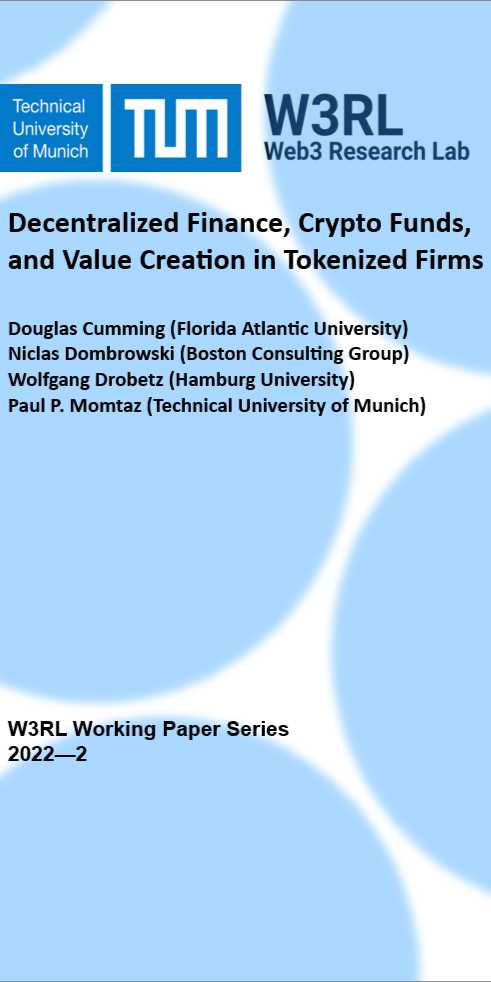 Technical
University
of Munich
TUM
W3RL
Web3 Research Lab
Decentralized Finance, Crypto Funds,
and Value Creation in Tokenized Firms
Douglas Cumming (Florida Atlantic University)
Niclas Dombrowski (Boston Consulting Group)
Wolfgang Drobetz (Hamburg University)
Paul P. Momtaz (Technical University of Munich)
W3RL Working Paper Series
2022—2